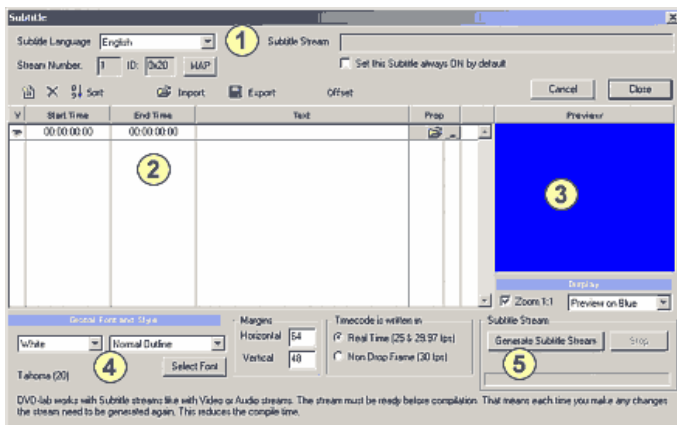 Subtitle
Subtitle Language English 1 Subtitle Stream
Stream Number: 1 ID: 0x20 MAP Set this Subtitle always ON by default
Sort Import Export Offset Cancel Close
V Start Time End Time Text Prop Preview
00:00:00:00 00:00:00:00
2
3
Display
Zoom 1:1 Preview on Blue
Global Font and Style Margins Timecode is written in Subtitle Stream
White Normal Outline Horizontal 54 Real Time (25 & 29.97 fps) Generate Subtitle Stream Stop
4 Select Font Vertical 48 Non Drop Frame (30 fps) 5
Tahoma (20)
DVD-lab works with Subtitle streams like with Video or Audio streams. The stream must be ready before compilation. That means each time you make any changes
the stream need to be generated again. This reduces the compile time.